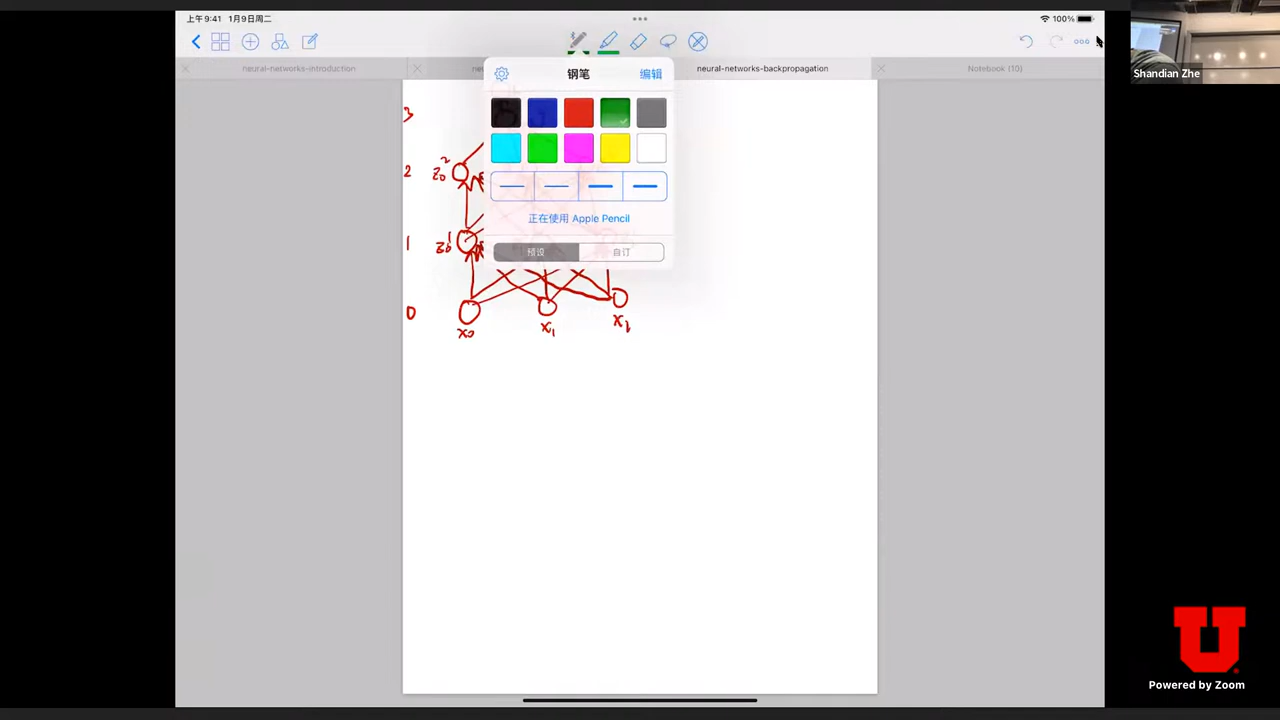 上午9:41 1月9日周二
100%
neural-networks-introduction
neural-networks-backpropagation
Notebook (10)
钢笔
编辑
正在使用 Apple Pencil
预设
自订
3
2
z₀²
1
z₀¹
0
x₀
x₁
x₂
Shandian Zhe
U
Powered by Zoom